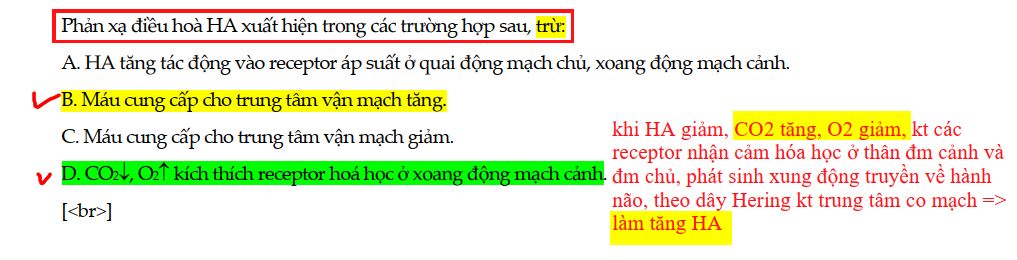 Phản xạ điều hoà HA xuất hiện trong các trường hợp sau, trừ:
A. HA tăng tác động vào receptor áp suất ở quai động mạch chủ, xoang động mạch cảnh.
B. Máu cung cấp cho trung tâm vận mạch tăng.
C. Máu cung cấp cho trung tâm vận mạch giảm.
D. CO₂↓, O₂↑ kích thích receptor hoá học ở xoang động mạch cảnh.
[<br>]
khi HA giảm, CO2 tăng, O2 giảm, kt các
receptor nhận cảm hóa học ở thân đm cảnh và
đm chủ, phát sinh xung động truyền về hành
não, theo dây Hering kt trung tâm co mạch =>
làm tăng HA